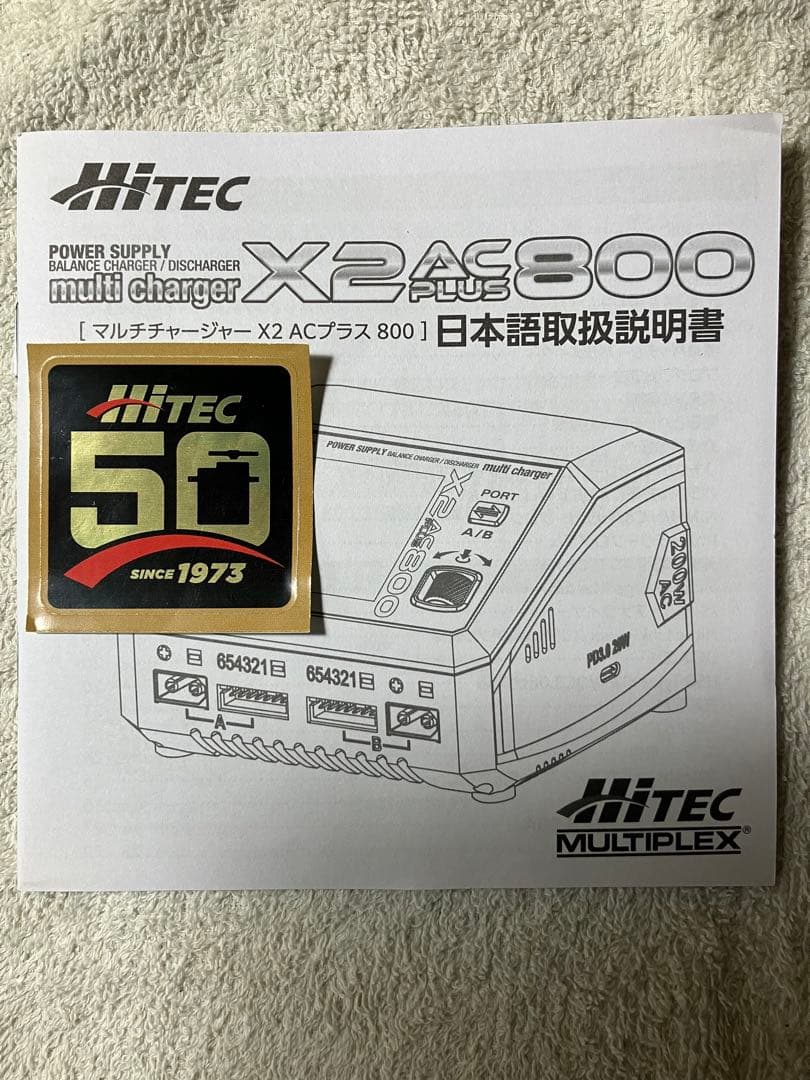 HiTEC
POWER SUPPLY
BALANCE CHARGER / DISCHARGER
multi charger X2 AC PLUS 800
[ マルチチャージャー X2 ACプラス 800 ] 日本語取扱説明書
HiTEC
50
SINCE 1973
POWER SUPPLY BALANCE CHARGER / DISCHARGER multi charger
X2 AC PLUS 800
PORT
A/B
200W
AC
PD3.0 20W
654321
654321
A
B
HiTEC
MULTIPLEX®